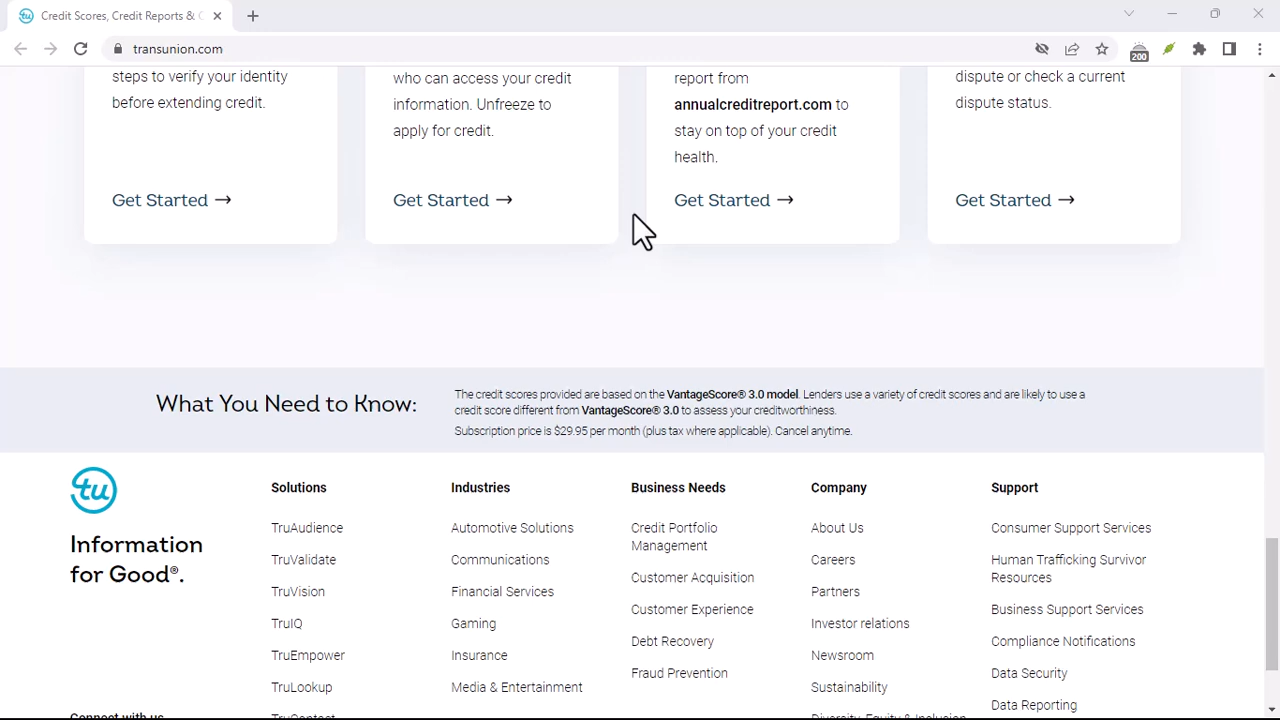 Credit Scores, Credit Reports &
transunion.com
200
steps to verify your identity
before extending credit.
Get Started →
who can access your credit
information. Unfreeze to
apply for credit.
Get Started →
report from
annualcreditreport.com to
stay on top of your credit
health.
Get Started →
dispute or check a current
dispute status.
Get Started →
What You Need to Know:
The credit scores provided are based on the VantageScore® 3.0 model. Lenders use a variety of credit scores and are likely to use a
credit score different from VantageScore® 3.0 to assess your creditworthiness.
Subscription price is $29.95 per month (plus tax where applicable). Cancel anytime.
tu
Information
for Good®.
Connect with us
Solutions
TruAudience
TruValidate
TruVision
TruIQ
TruEmpower
TruLookup
TruContact
Industries
Automotive Solutions
Communications
Financial Services
Gaming
Insurance
Media & Entertainment
Business Needs
Credit Portfolio
Management
Customer Acquisition
Customer Experience
Debt Recovery
Fraud Prevention
Company
About Us
Careers
Partners
Investor relations
Newsroom
Sustainability
Diversity, Equity & Inclusion
Support
Consumer Support Services
Human Trafficking Survivor
Resources
Business Support Services
Compliance Notifications
Data Security
Data Reporting